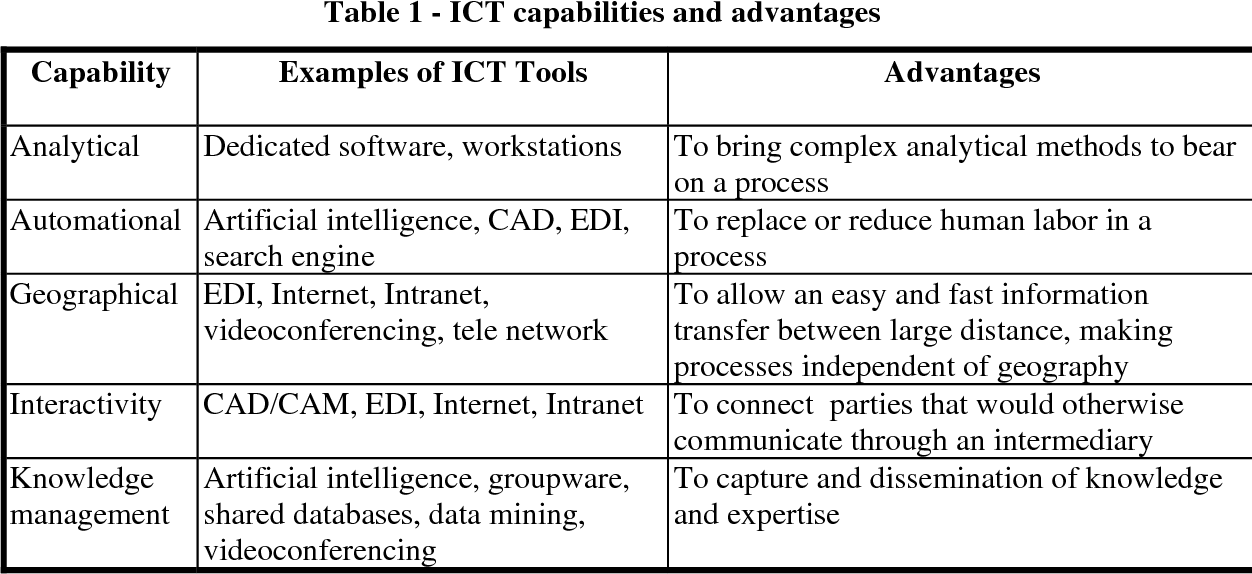 Table 1 - ICT capabilities and advantages
Capability Examples of ICT Tools Advantages
Analytical Dedicated software, workstations To bring complex analytical methods to bear
on a process
Automational Artificial intelligence, CAD, EDI, To replace or reduce human labor in a
search engine process
Geographical EDI, Internet, Intranet, To allow an easy and fast information
videoconferencing, tele network transfer between large distance, making
processes independent of geography
Interactivity CAD/CAM, EDI, Internet, Intranet To connect  parties that would otherwise
communicate through an intermediary
Knowledge Artificial intelligence, groupware, To capture and dissemination of knowledge
management shared databases, data mining, and expertise
videoconferencing